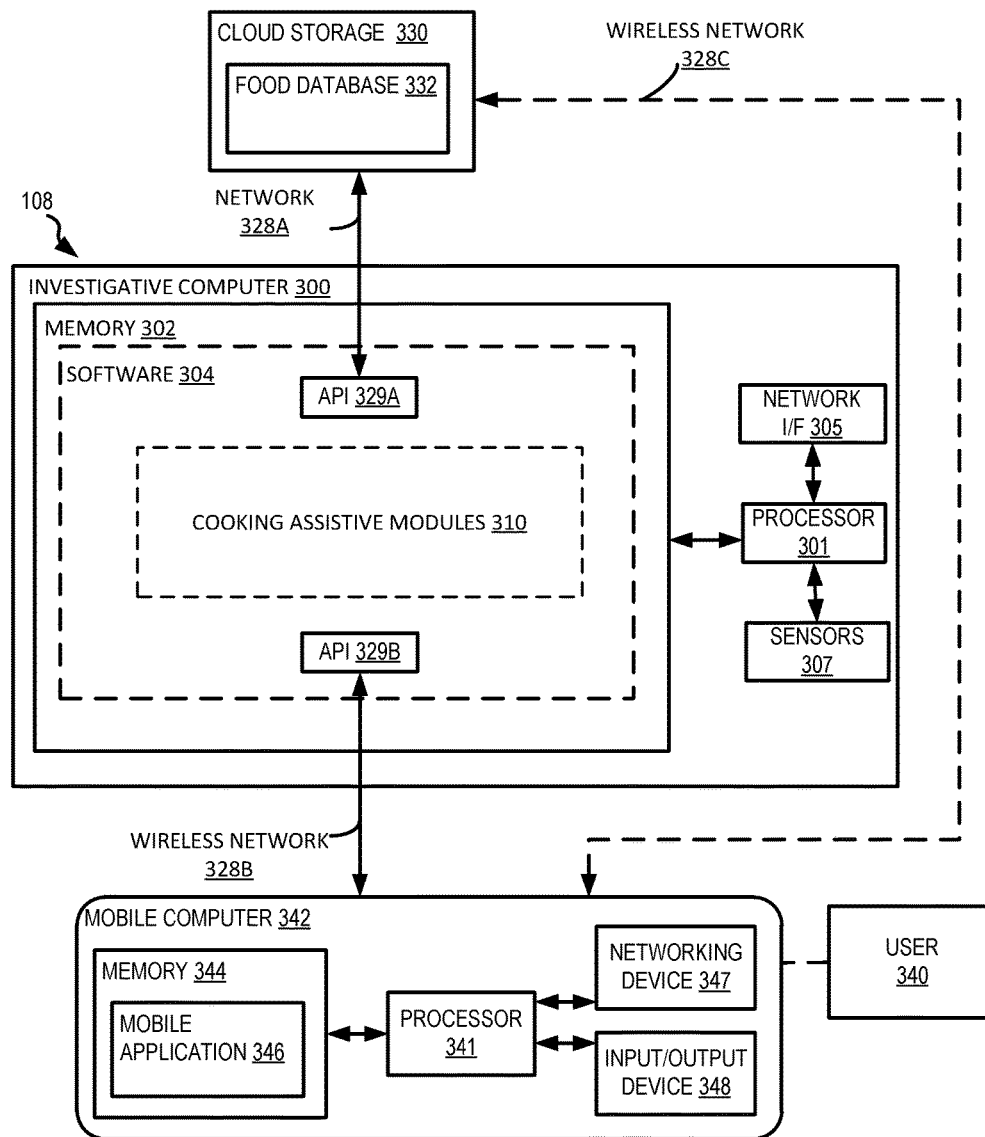 CLOUD STORAGE 330
FOOD DATABASE 332
WIRELESS NETWORK
328C
NETWORK
328A
108
INVESTIGATIVE COMPUTER 300
MEMORY 302
SOFTWARE 304
API 329A
COOKING ASSISTIVE MODULES 310
API 329B
NETWORK
I/F 305
PROCESSOR
301
SENSORS
307
WIRELESS NETWORK
328B
MOBILE COMPUTER 342
MEMORY 344
MOBILE
APPLICATION 346
PROCESSOR
341
NETWORKING
DEVICE 347
INPUT/OUTPUT
DEVICE 348
USER
340